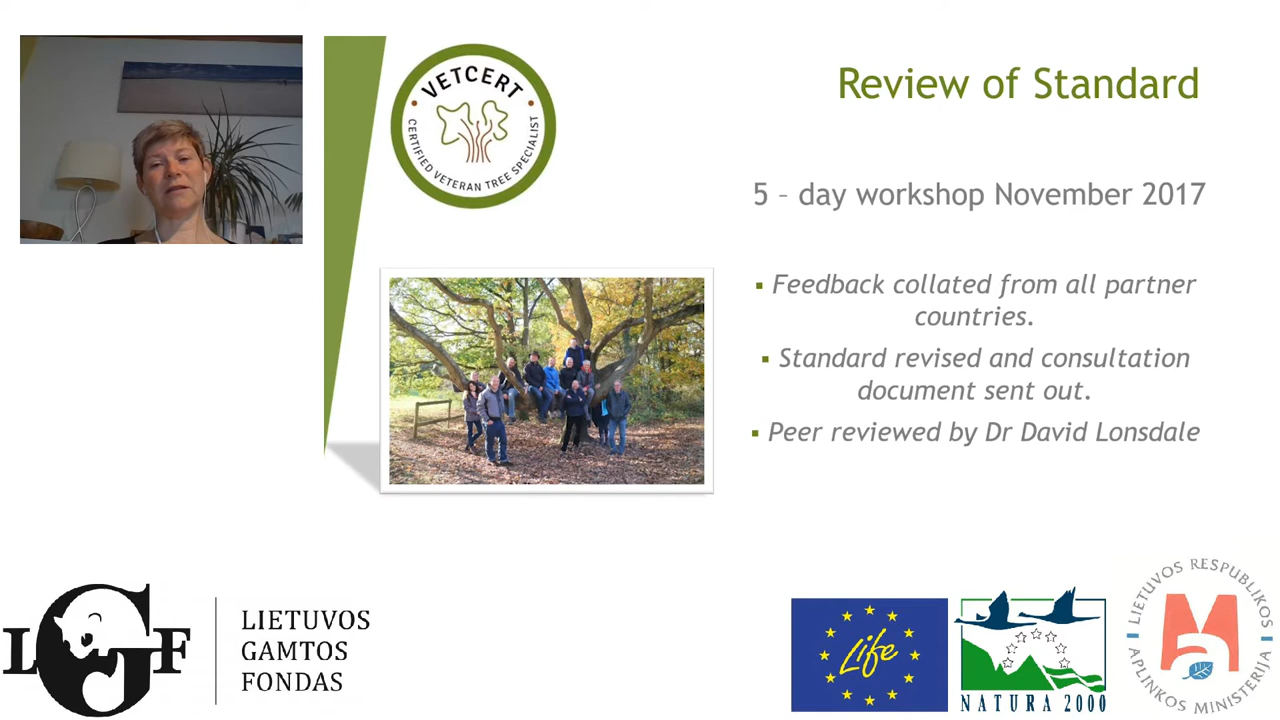 VETCERT
CERTIFIED VETERAN TREE SPECIALIST
Review of Standard
5 – day workshop November 2017
▪ Feedback collated from all partner
countries.
▪ Standard revised and consultation
document sent out.
▪ Peer reviewed by Dr David Lonsdale
LGF
LIETUVOS
GAMTOS
FONDAS
Life
NATURA 2000
LIETUVOS RESPUBLIKOS
APLINKOS MINISTERIJA